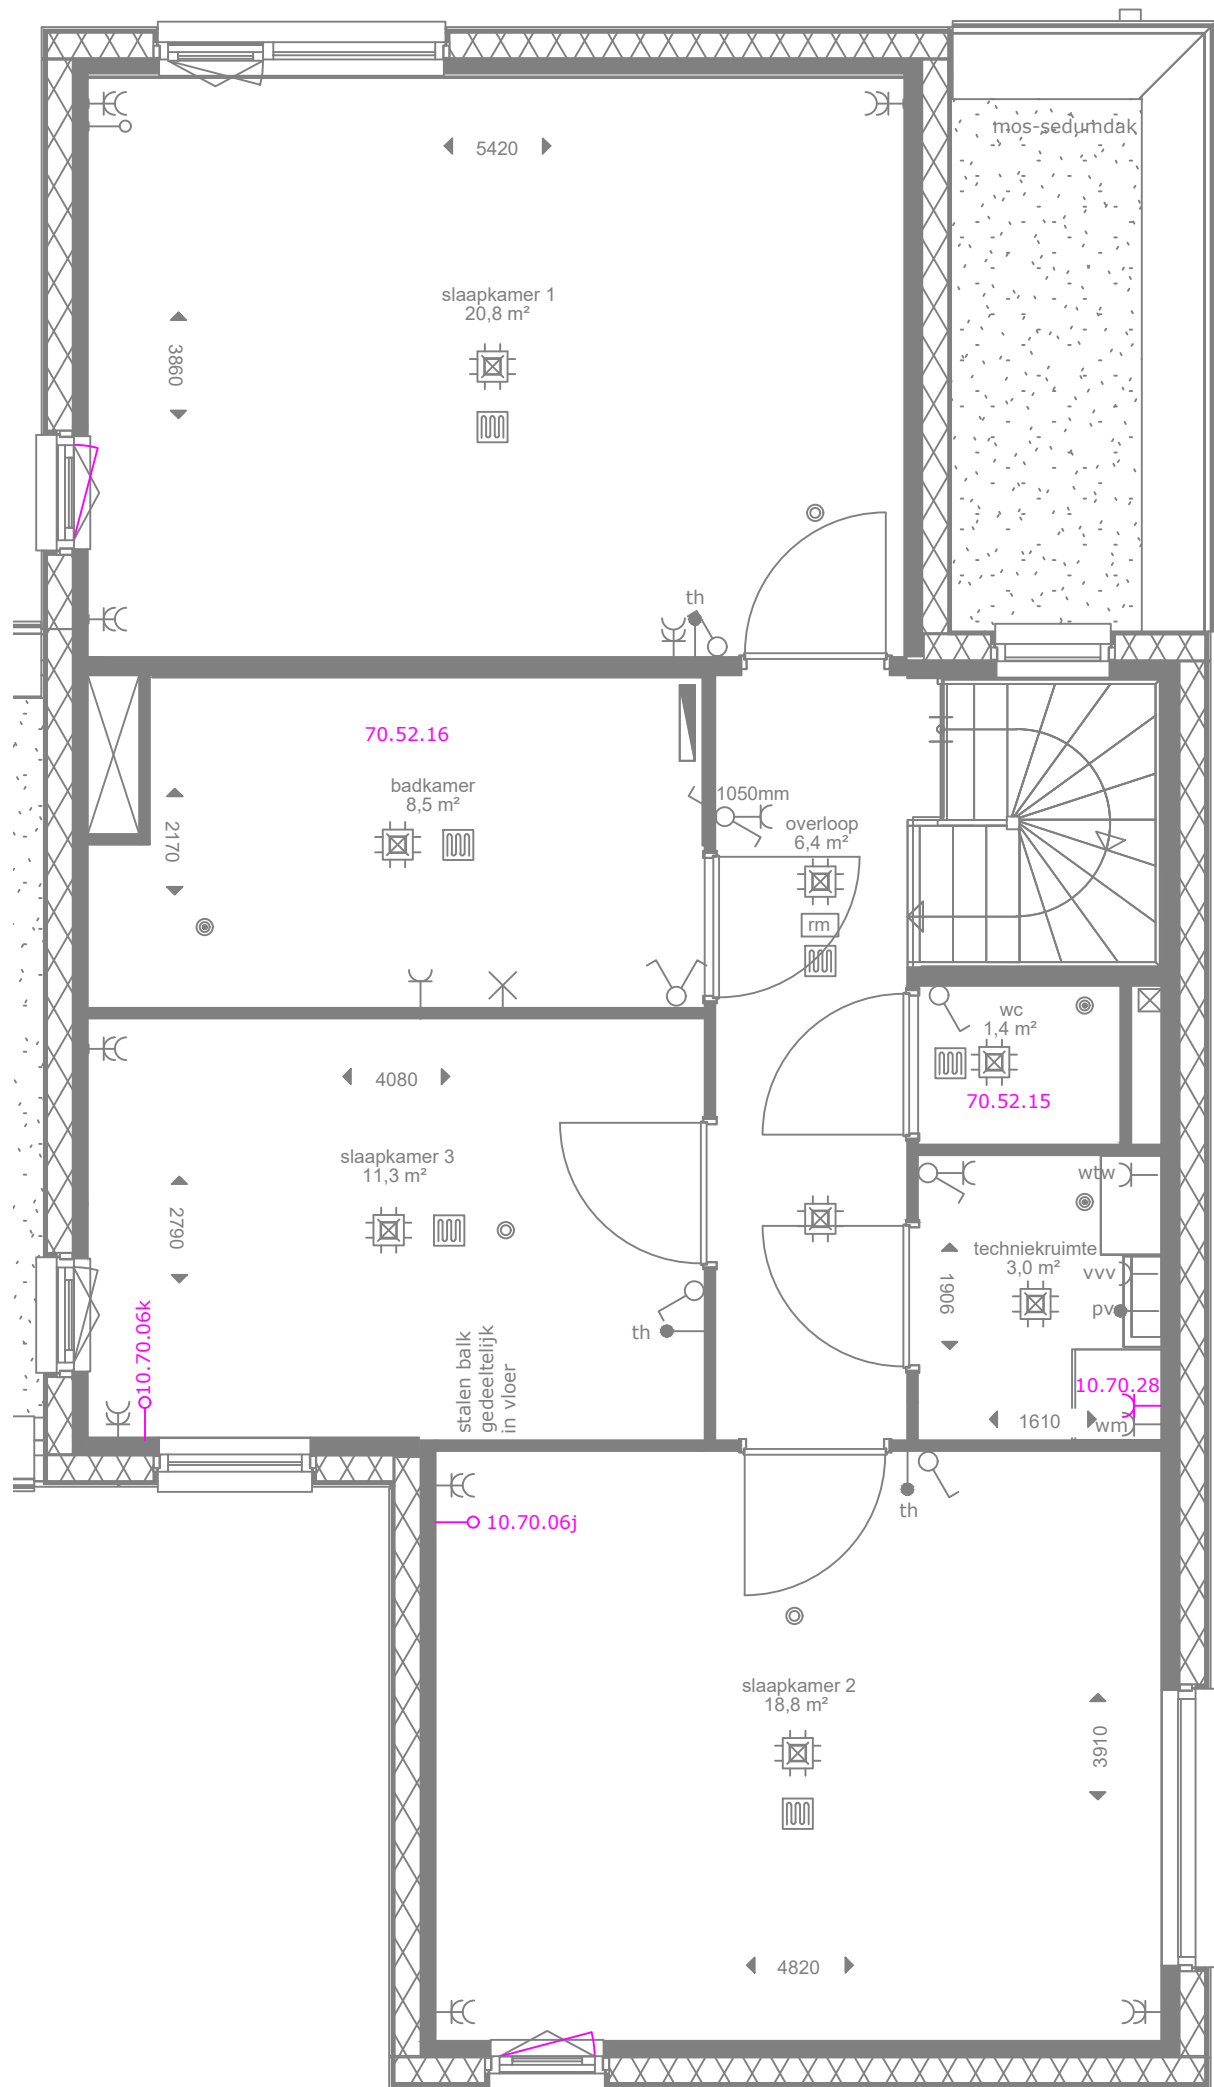 mos-sedumdak
5420
slaapkamer 1
20,8 m²
3860
th
70.52.16
badkamer
8,5 m²
1050mm
overloop
6,4 m²
2170
rm
wc
1,4 m²
70.52.15
4080
slaapkamer 3
11,3 m²
2790
wtw
techniekruimte
3,0 m²
vvv
1906
pv
10.70.06k
th
stalen balk
gedeeltelijk
in vloer
10.70.28
1610
wm
th
10.70.06j
slaapkamer 2
18,8 m²
3910
4820